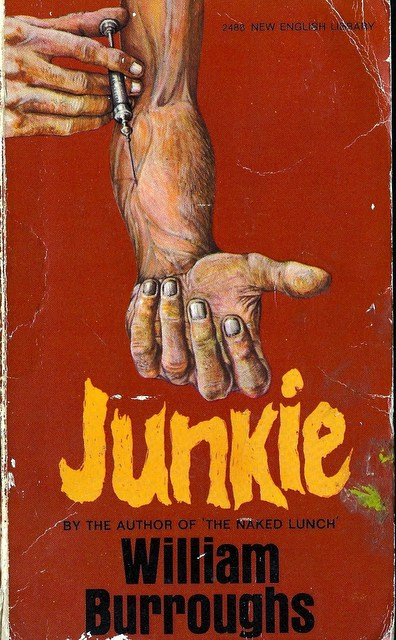 2480 NEW ENGLISH LIBRARY
Junkie
BY THE AUTHOR OF 'THE NAKED LUNCH'
William
Burroughs